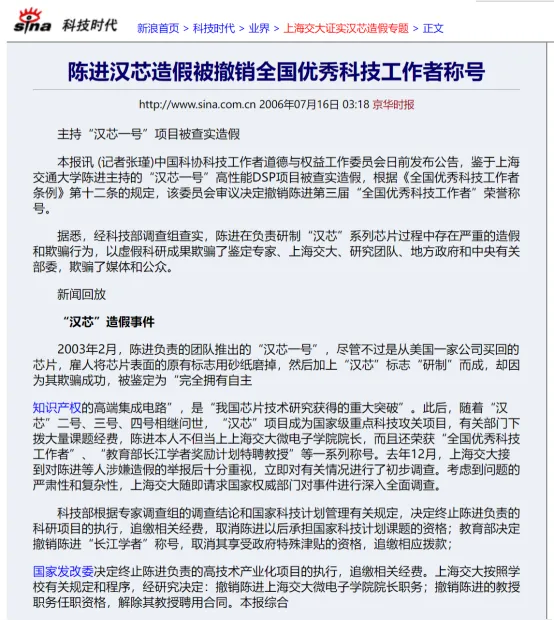 sina 科技时代 新浪首页 > 科技时代 > 业界 > 上海交大证实汉芯造假专题 > 正文
陈进汉芯造假被撤销全国优秀科技工作者称号
http://www.sina.com.cn 2006年07月16日 03:18 京华时报
主持“汉芯一号”项目被查实造假
本报讯 (记者张瑾)中国科协科技工作者道德与权益工作委员会日前发布公告，鉴于上海
交通大学陈进主持的“汉芯一号”高性能DSP项目被查实造假，根据《全国优秀科技工作者
条例》第十二条的规定，该委员会审议决定撤销陈进第三届“全国优秀科技工作者”荣誉称
号。
据悉，经科技部调查组查实，陈进在负责研制“汉芯”系列芯片过程中存在严重的造假
和欺骗行为，以虚假科研成果欺骗了鉴定专家、上海交大、研究团队、地方政府和中央有关
部委，欺骗了媒体和公众。
新闻回放
“汉芯”造假事件
2003年2月，陈进负责的团队推出的“汉芯一号”，尽管不过是从美国一家公司买回的
芯片，雇人将芯片表面的原有标志用砂纸磨掉，然后加上“汉芯”标志“研制”而成，却因
为其欺骗成功，被鉴定为“完全拥有自主
知识产权的高端集成电路”，是“我国芯片技术研究获得的重大突破”。此后，随着“汉
芯”二号、三号、四号相继问世，“汉芯”项目成为国家级重点科技攻关项目，有关部门下
拨大量课题经费，陈进本人不但当上上海交大微电子学院院长，而且还荣获“全国优秀科技
工作者”、“教育部长江学者奖励计划特聘教授”等一系列称号。去年12月，上海交大接
到对陈进等人涉嫌造假的举报后十分重视，立即对有关情况进行了初步调查。考虑到问题的
严肃性和复杂性，上海交大随即请求国家权威部门对事件进行深入全面调查。
科技部根据专家调查组的调查结论和国家科技计划管理有关规定，决定终止陈进负责的
科研项目的执行，追缴相关经费，取消陈进以后承担国家科技计划课题的资格；教育部决定
撤销陈进“长江学者”称号，取消其享受政府特殊津贴的资格，追缴相应拨款；
国家发改委决定终止陈进负责的高技术产业化项目的执行，追缴相关经费。上海交大按照学
校有关规定和程序，经研究决定：撤销陈进上海交大微电子学院院长职务；撤销陈进的教授
职务任职资格，解除其教授聘用合同。本报综合